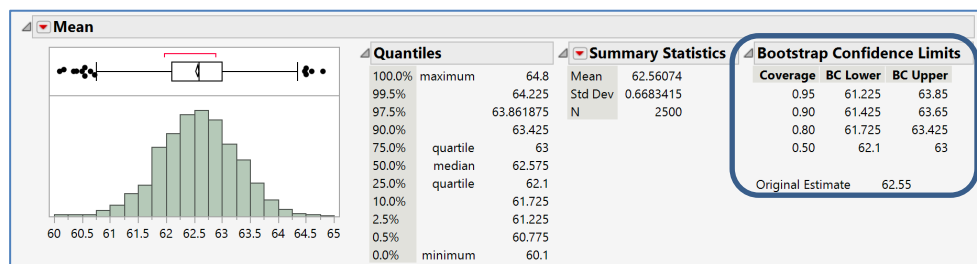 Mean
60 60.5 61 61.5 62 62.5 63 63.5 64 64.5 65
Quantiles
100.0% maximum 64.8
99.5% 64.225
97.5% 63.861875
90.0% 63.425
75.0% quartile 63
50.0% median 62.575
25.0% quartile 62.1
10.0% 61.725
2.5% 61.225
0.5% 60.775
0.0% minimum 60.1
Summary Statistics
Mean 62.56074
Std Dev 0.6683415
N 2500
Bootstrap Confidence Limits
Coverage BC Lower BC Upper
0.95 61.225 63.85
0.90 61.425 63.65
0.80 61.725 63.425
0.50 62.1 63
Original Estimate 62.55